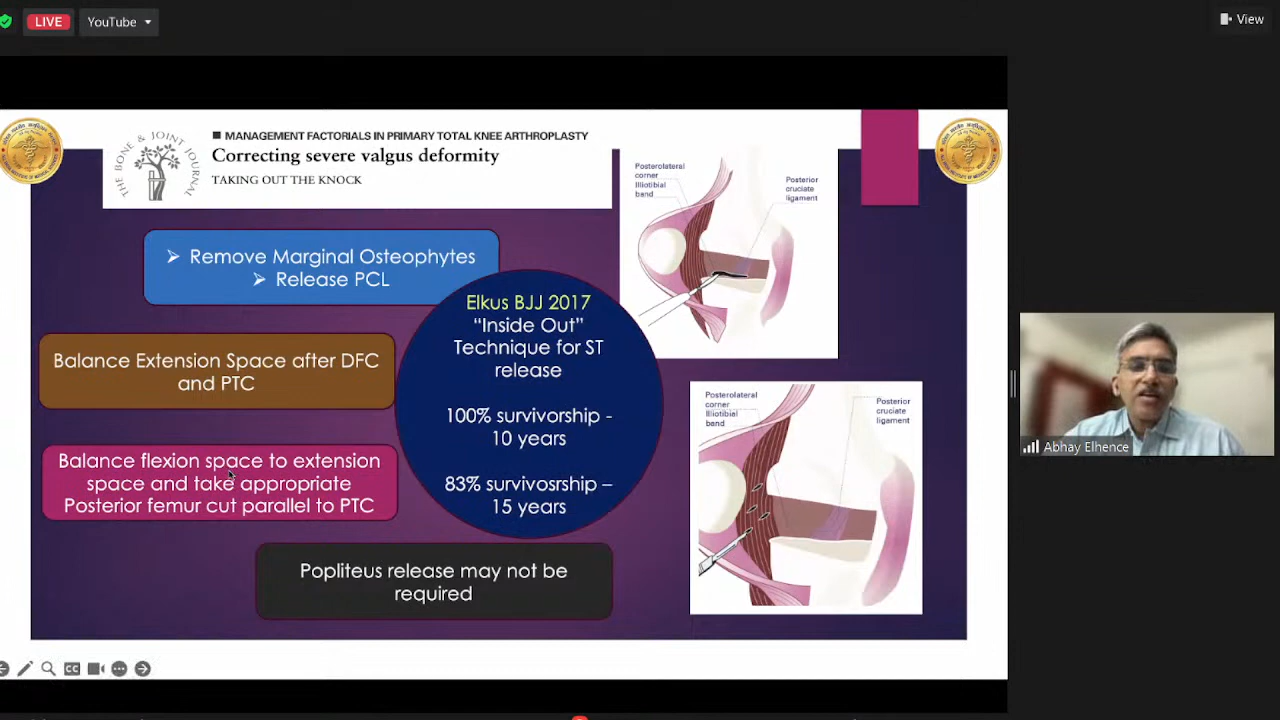 LIVE
YouTube
View
THE BONE & JOINT JOURNAL
MANAGEMENT FACTORIALS IN PRIMARY TOTAL KNEE ARTHROPLASTY
Correcting severe valgus deformity
TAKING OUT THE KNOCK
Remove Marginal Osteophytes
Release PCL
Balance Extension Space after DFC
and PTC
Balance flexion space to extension
space and take appropriate
Posterior femur cut parallel to PTC
Elkus BJJ 2017
“Inside Out”
Technique for ST
release
100% survivorship -
10 years
83% survivosrship –
15 years
Popliteus release may not be
required
Posterolateral
corner
Illiotibial
band
Posterior
cruciate
ligament
Posterolateral
corner
Illiotibial
band
Posterior
cruciate
ligament
Abhay Elhence
CC